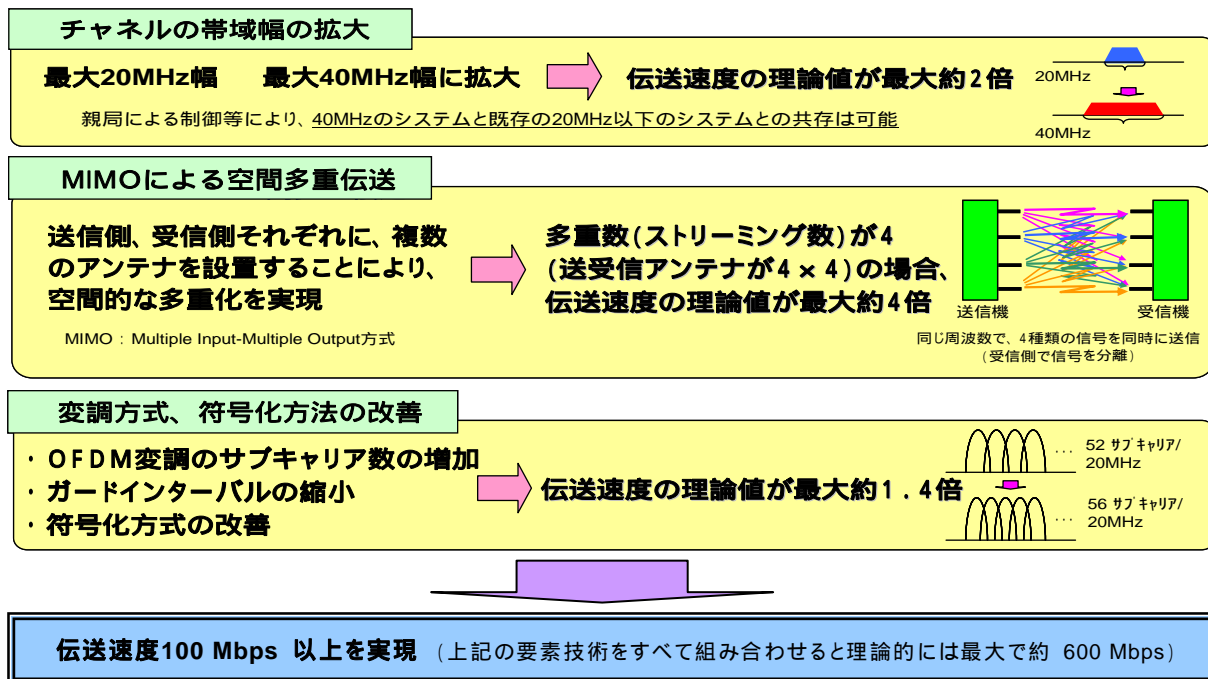 チャネルの帯域幅の拡大
最大20MHz幅　最大40MHz幅に拡大
伝送速度の理論値が最大約2倍
20MHz
40MHz
親局による制御等により、40MHzのシステムと既存の20MHz以下のシステムとの共存は可能
MIMOによる空間多重伝送
送信側、受信側それぞれに、複数
のアンテナを設置することにより、
空間的な多重化を実現
MIMO：Multiple Input-Multiple Output方式
多重数(ストリーミング数)が4
(送受信アンテナが4×4)の場合、
伝送速度の理論値が最大約4倍
送信機
受信機
同じ周波数で、4種類の信号を同時に送信
(受信側で信号を分離)
変調方式、符号化方法の改善
・OFDM変調のサブキャリア数の増加
・ガードインターバルの縮小
・符号化方式の改善
伝送速度の理論値が最大約1.4倍
… 52 サブキャリア/
20MHz
… 56 サブキャリア/
20MHz
伝送速度100 Mbps 以上を実現 (上記の要素技術をすべて組み合わせると理論的には最大で約 600 Mbps)